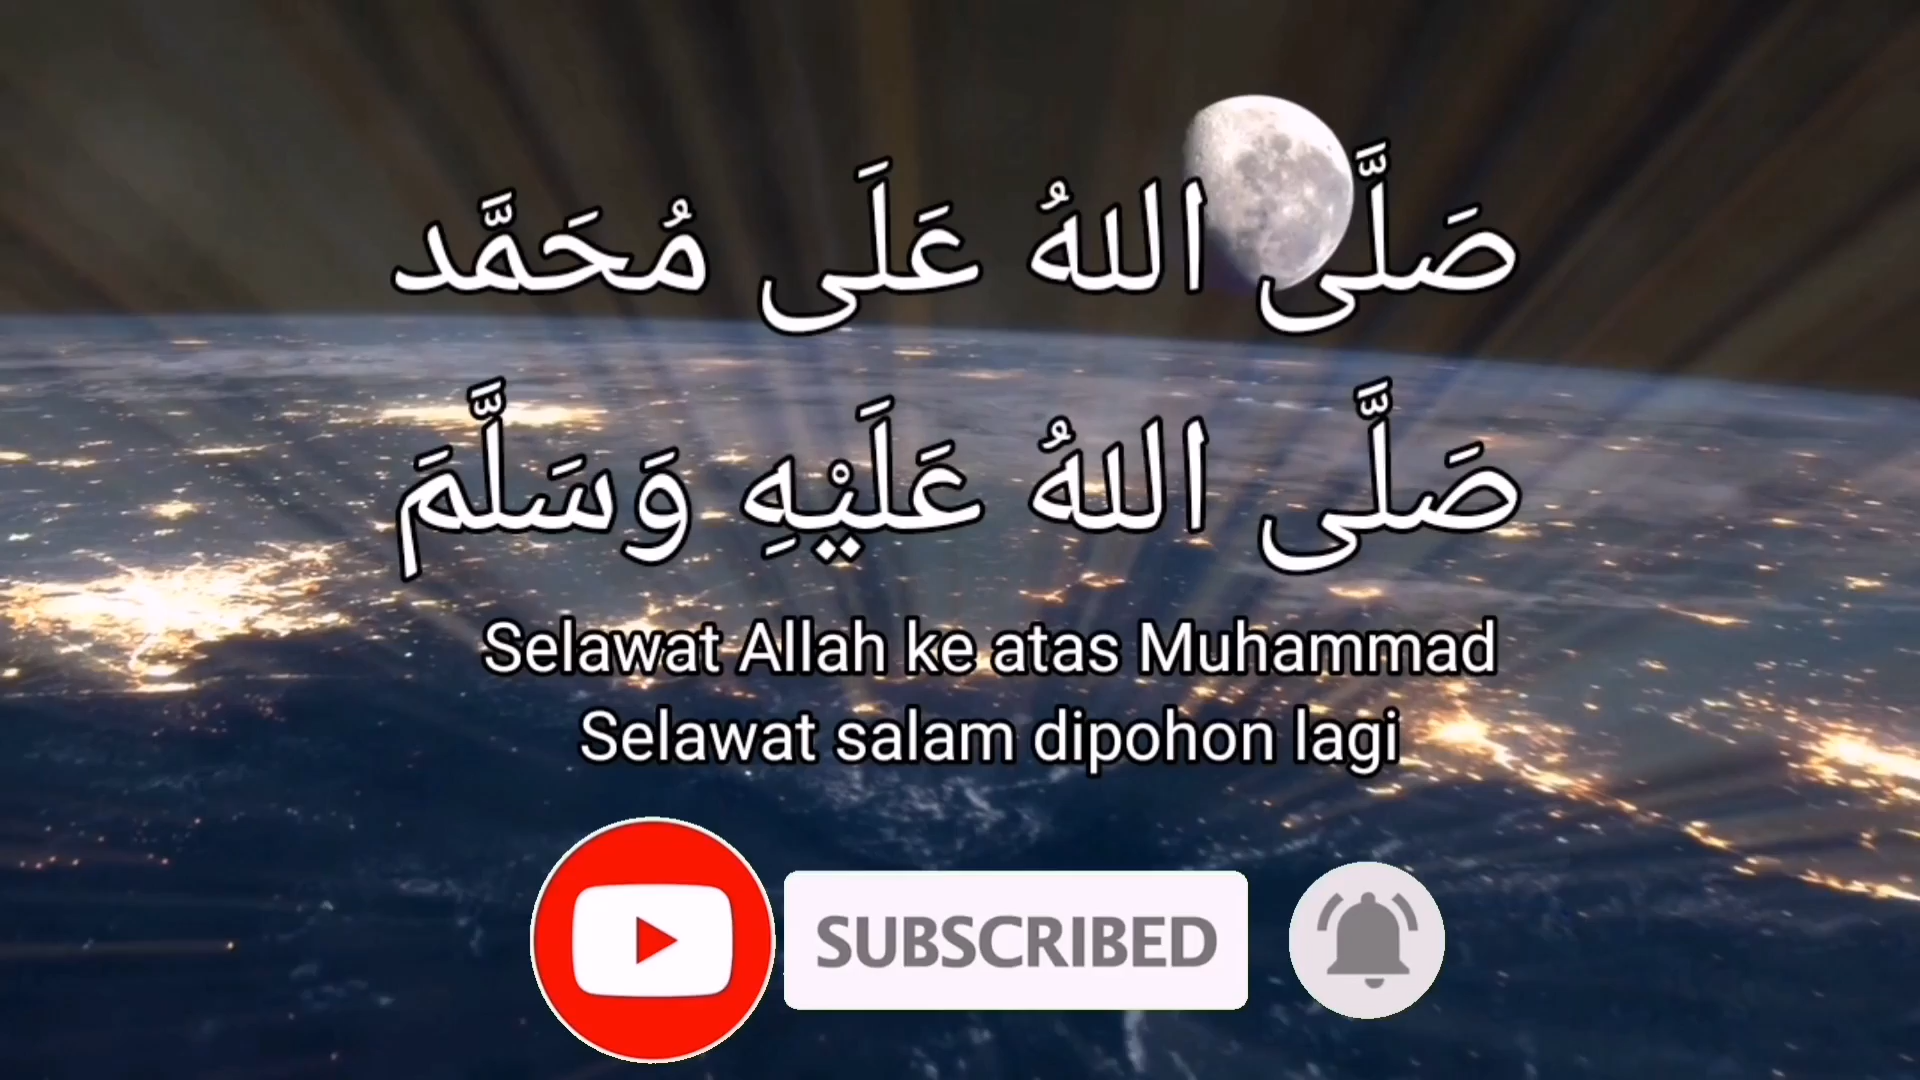 صَلَّى اللهُ عَلَى مُحَمَّد
صَلَّى اللهُ عَلَيْهِ وَسَلَّمَ
Selawat Allah ke atas Muhammad
Selawat salam dipohon lagi
SUBSCRIBED